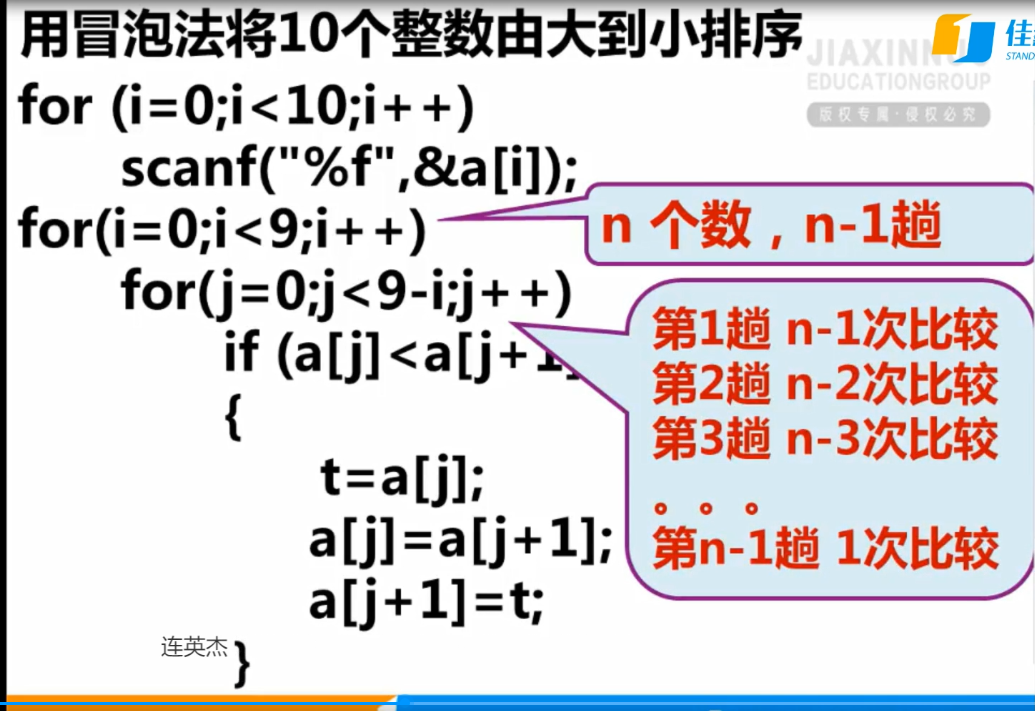 用冒泡法将10个整数由大到小排序
JIAXINN
EDUCATIONGROUP
版权专属·侵权必究
佳
STAND
for (i=0;i<10;i++)
scanf("%f",&a[i]);
for(i=0;i<9;i++)
n 个数，n-1趟
for(j=0;j<9-i;j++)
if (a[j]<a[j+1]
{
t=a[j];
a[j]=a[j+1];
a[j+1]=t;
}
第1趟 n-1次比较
第2趟 n-2次比较
第3趟 n-3次比较
。。。
第n-1趟 1次比较
连英杰